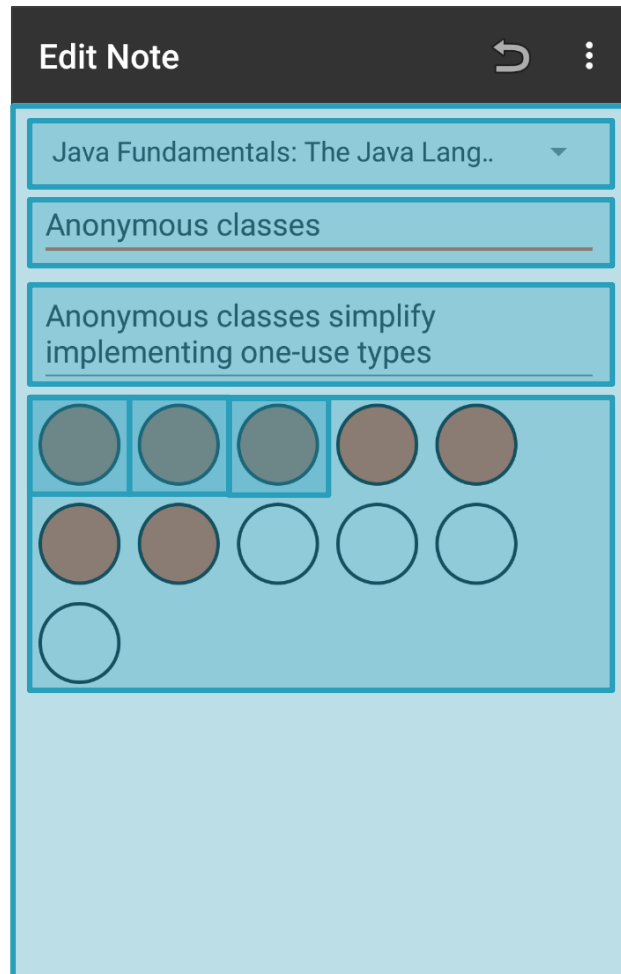 Edit Note
Java Fundamentals: The Java Lang..
Anonymous classes
Anonymous classes simplify
implementing one-use types